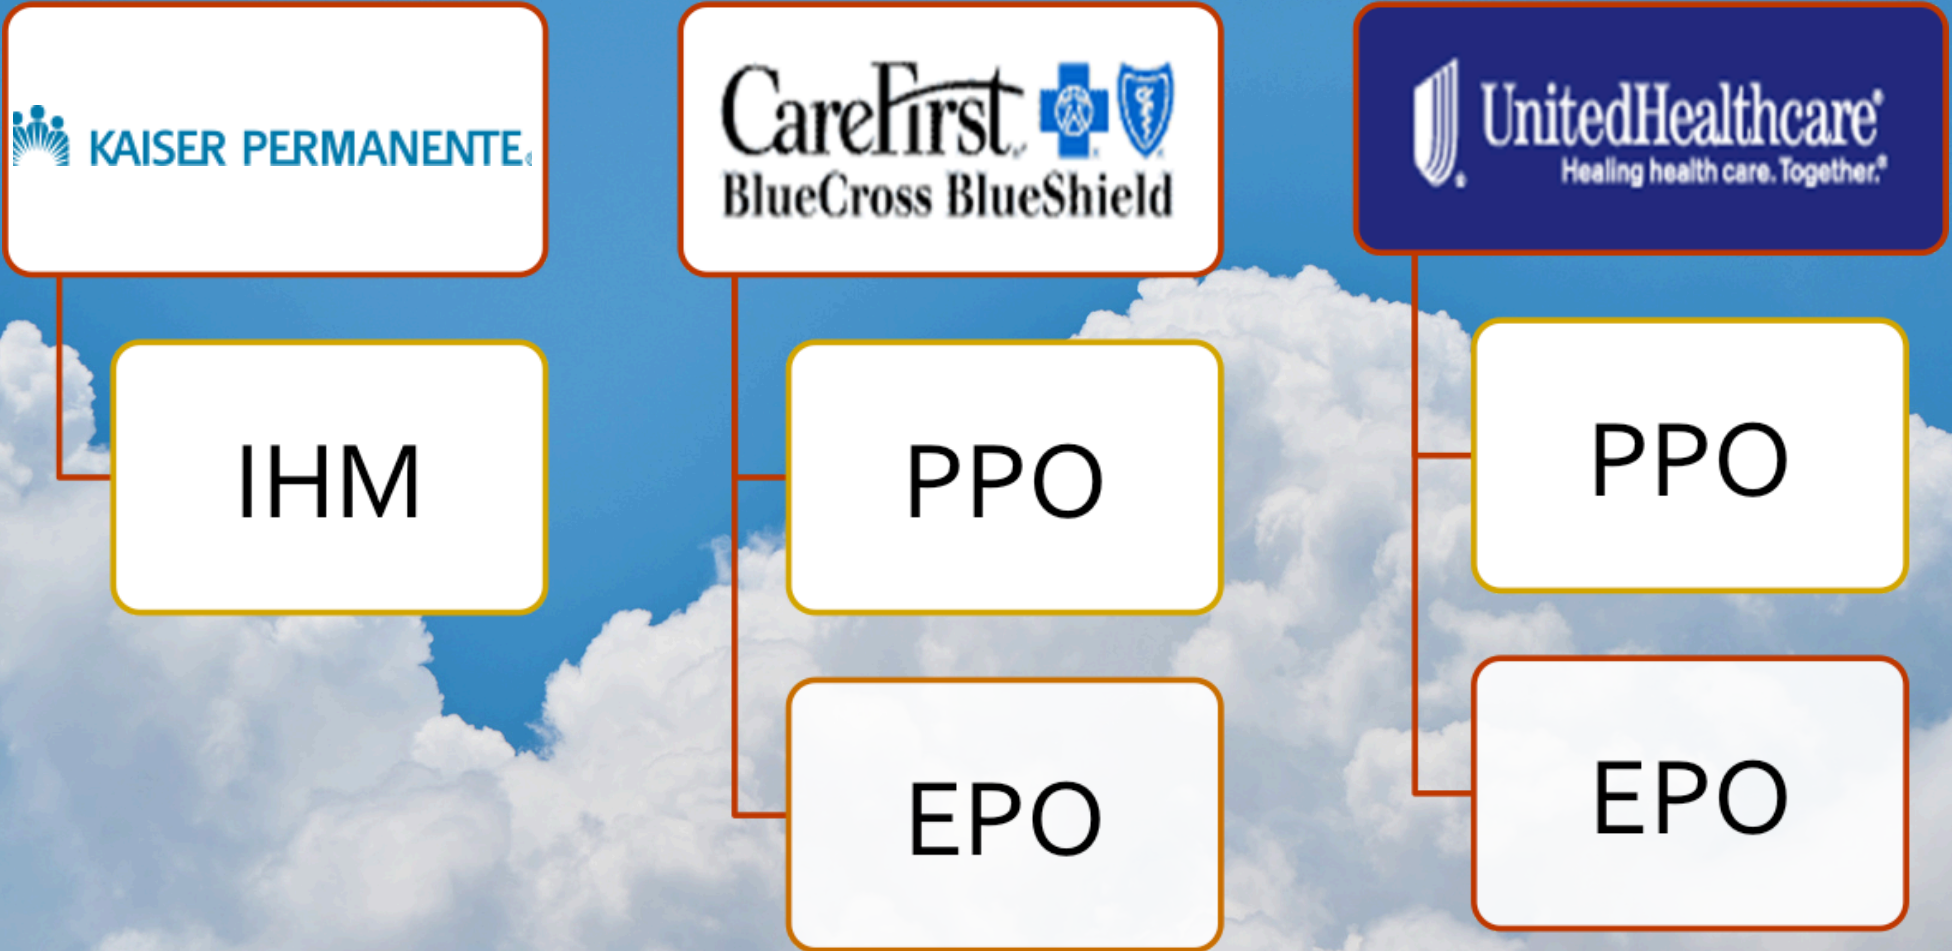 KAISER PERMANENTE®
IHM
CareFirst.
BlueCross BlueShield
PPO
EPO
UnitedHealthcare®
Healing health care. Together.®
PPO
EPO